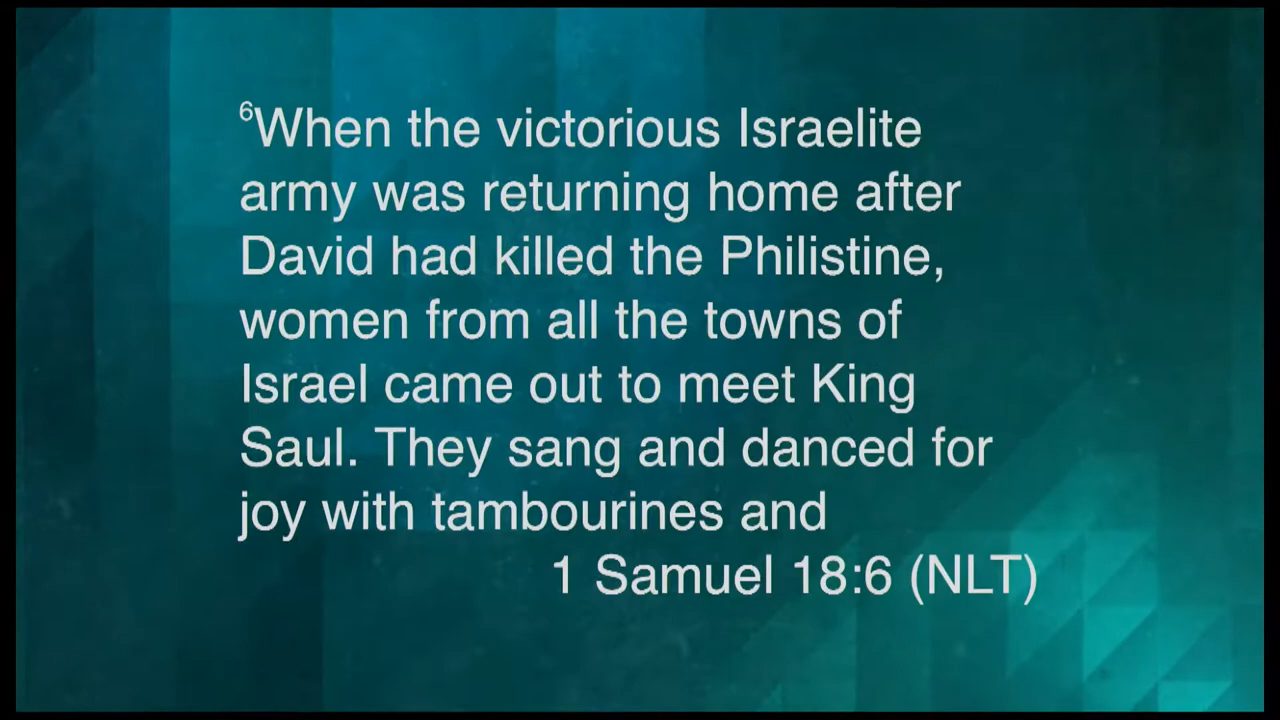 ⁶When the victorious Israelite
army was returning home after
David had killed the Philistine,
women from all the towns of
Israel came out to meet King
Saul. They sang and danced for
joy with tambourines and
1 Samuel 18:6 (NLT)